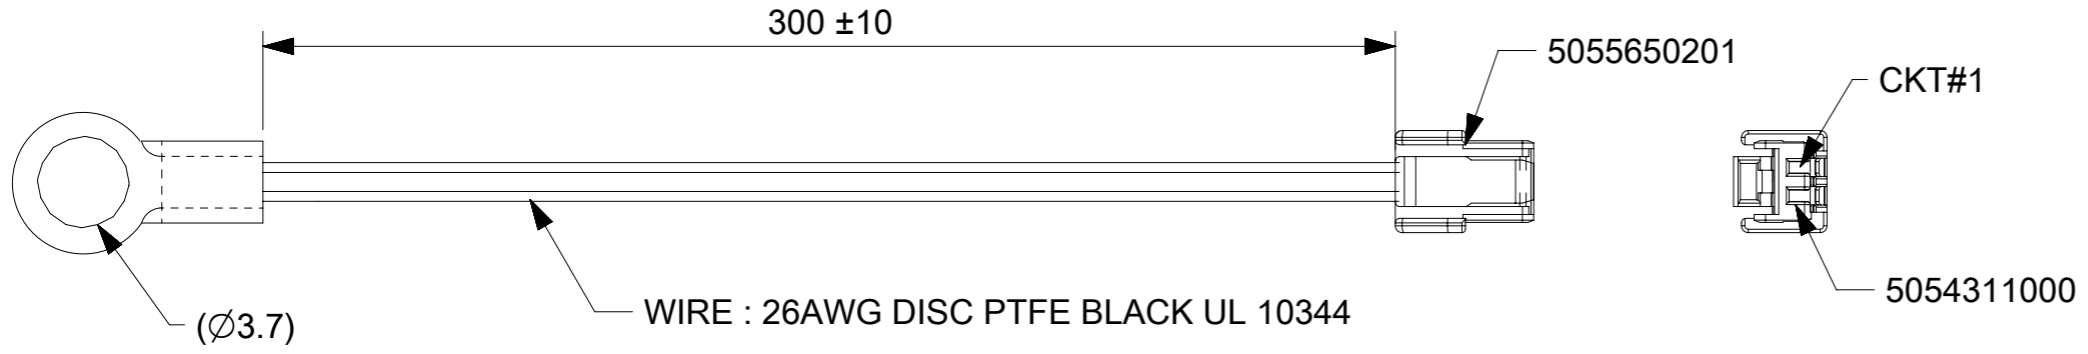 300 ±10
5055650201
CKT#1
5054311000
WIRE : 26AWG DISC PTFE BLACK UL 10344
(∅3.7)